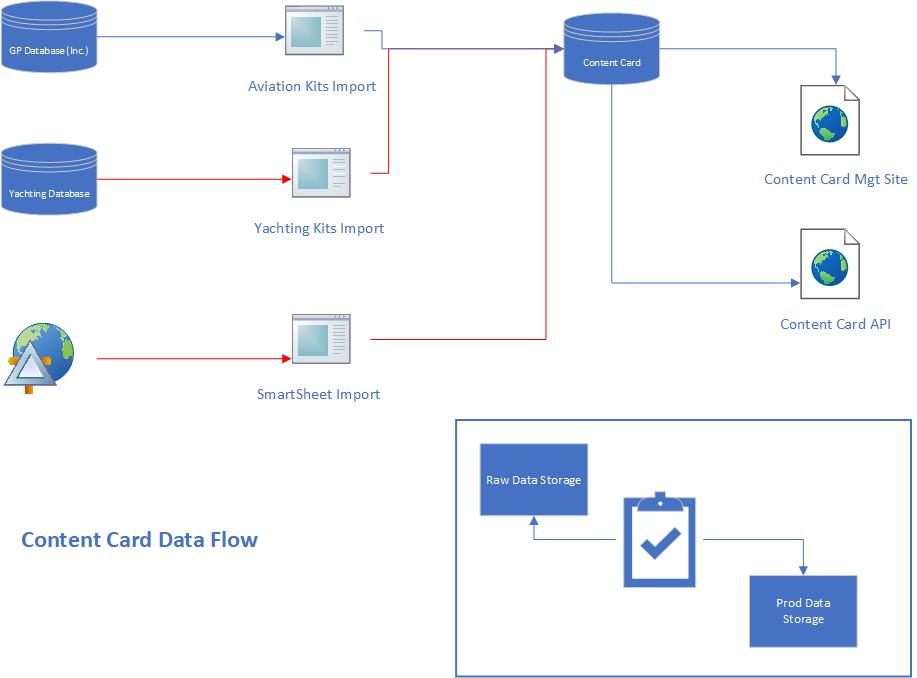 GP Database (Inc.)
Aviation Kits Import
Content Card
Content Card Mgt Site
Yachting Database
Yachting Kits Import
Content Card API
SmartSheet Import
Content Card Data Flow
Raw Data Storage
Prod Data
Storage